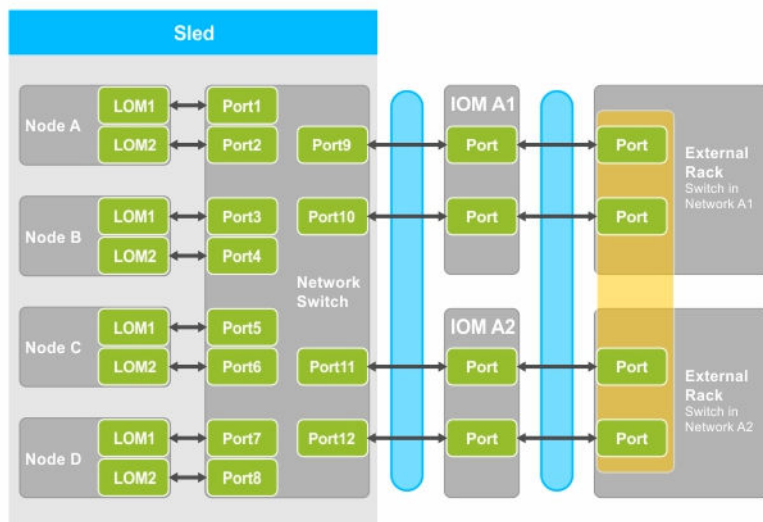 Sled
Node A
LOM1
LOM2
Port1
Port2
Node B
LOM1
LOM2
Port3
Port4
Node C
LOM1
LOM2
Port5
Port6
Node D
LOM1
LOM2
Port7
Port8
Network
Switch
Port9
Port10
Port11
Port12
IOM A1
Port
Port
IOM A2
Port
Port
Port
Port
External
Rack
Switch in
Network A1
Port
Port
External
Rack
Switch in
Network A2